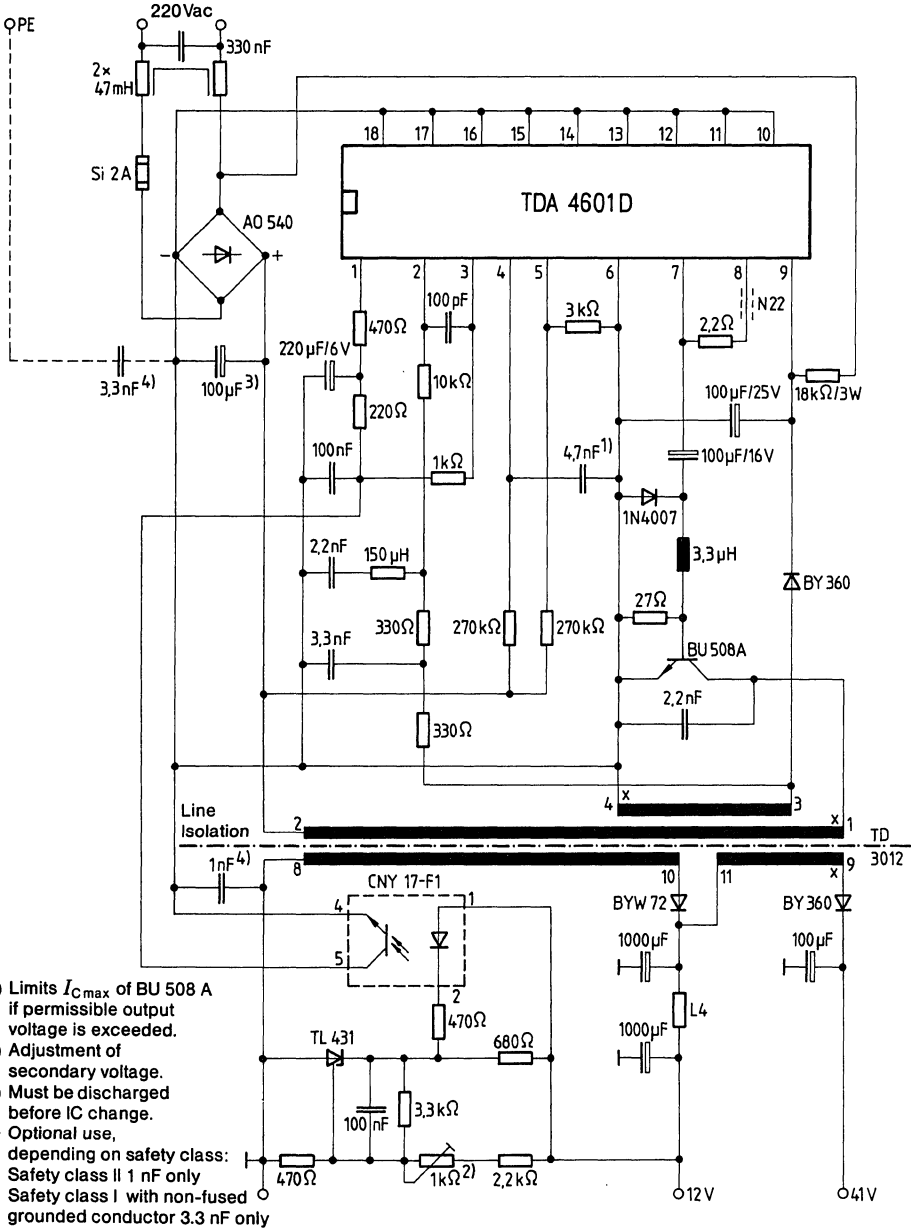 PE
220Vac
330 nF
2×
47mH
Si 2A
AO 540
-
+
3,3nF 4)
100µF 3)
18 17 16 15 14 13 12 11 10
TDA 4601D
1 2 3 4 5 6 7 8 9
N22
100pF
3kΩ
2,2Ω
470Ω
220µF/6V
10kΩ
18kΩ/3W
100µF/25V
220Ω
100nF
1kΩ
4,7nF 1)
100µF/16V
1N4007
2,2nF
150µH
3,3µH
BY 360
27Ω
3,3nF
330Ω
270kΩ
270kΩ
BU 508A
2,2nF
330Ω
4
x
3
Line
Isolation
2
x
1
TD
3012
8
10
11
x
9
1nF 4)
CNY 17-F1
4
1
5
2
BYW 72
BY 360
1000µF
100µF
L4
1000µF
470Ω
TL 431
680Ω
3,3kΩ
100 nF
470Ω
1kΩ 2)
2,2kΩ
12V
41V
) Limits ICmax of BU 508 A
if permissible output
voltage is exceeded.
) Adjustment of
secondary voltage.
) Must be discharged
before IC change.
Optional use,
depending on safety class:
Safety class II 1 nF only
Safety class I with non-fused
grounded conductor 3.3 nF only